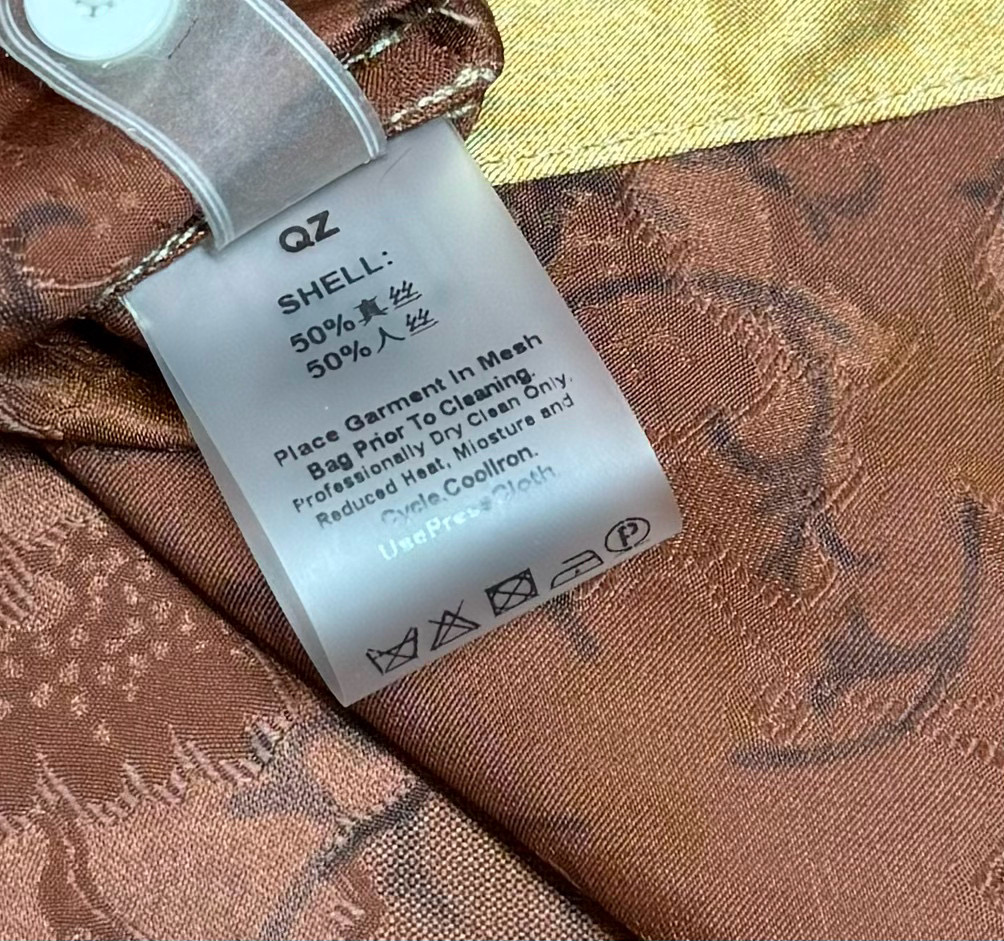 QZ
SHELL:
50%真丝
50%人丝
Place Garment In Mesh
Bag Prior To Cleaning.
Professionally Dry Clean Only.
Reduced Heat, Miosture and
Cycle.CoolIron.
UsePressCloth
P